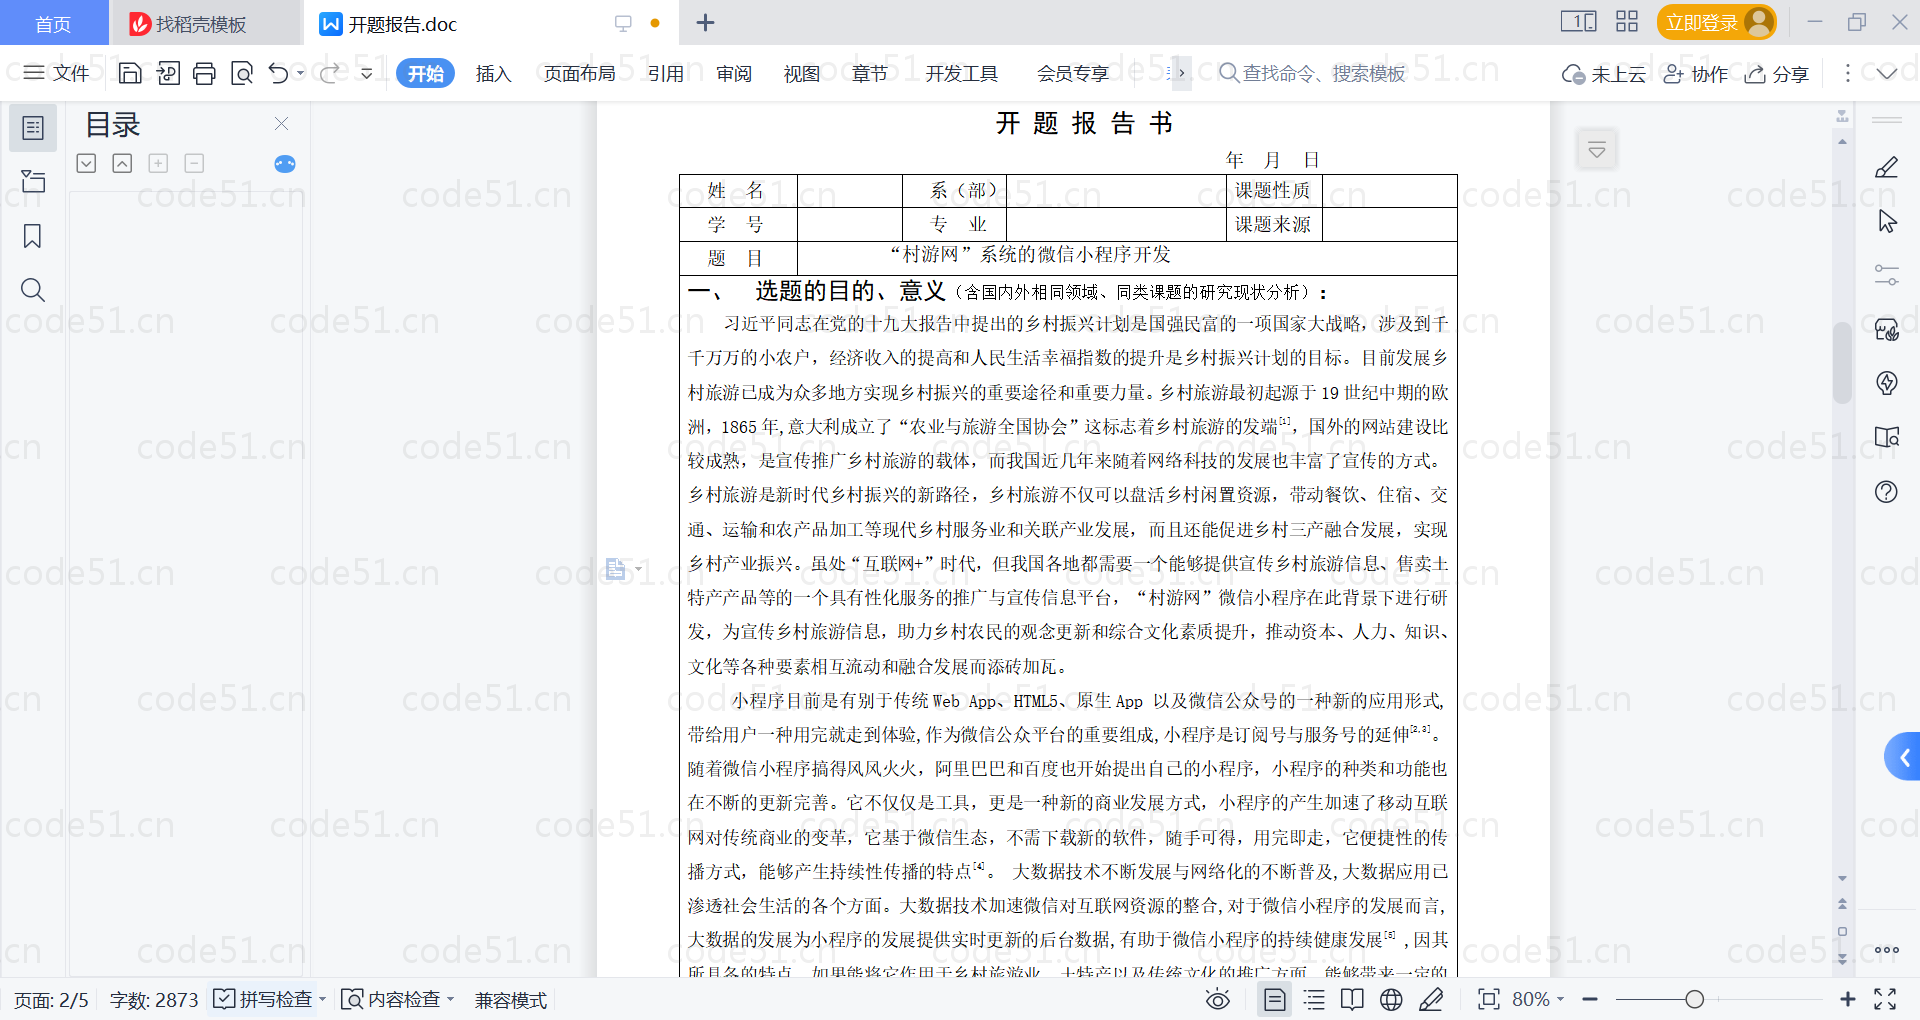 首页 找稻壳模板 开题报告.doc 立即登录
文件 开始 插入 页面布局 引用 审阅 视图 章节 开发工具 会员专享 查找命令、搜索模板 未上云 协作 分享
目录
开 题 报 告 书
年 月 日
姓 名 系（部） 课题性质
学 号 专 业 课题来源
题 目 “村游网”系统的微信小程序开发
一、 选题的目的、意义（含国内外相同领域、同类课题的研究现状分析）：
习近平同志在党的十九大报告中提出的乡村振兴计划是国强民富的一项国家大战略，涉及到千
千万万的小农户，经济收入的提高和人民生活幸福指数的提升是乡村振兴计划的目标。目前发展乡
村旅游已成为众多地方实现乡村振兴的重要途径和重要力量。乡村旅游最初起源于 19 世纪中期的欧
洲，1865 年,意大利成立了“农业与旅游全国协会”这标志着乡村旅游的发端[1]，国外的网站建设比
较成熟，是宣传推广乡村旅游的载体，而我国近几年来随着网络科技的发展也丰富了宣传的方式。
乡村旅游是新时代乡村振兴的新路径，乡村旅游不仅可以盘活乡村闲置资源，带动餐饮、住宿、交
通、运输和农产品加工等现代乡村服务业和关联产业发展，而且还能促进乡村三产融合发展，实现
乡村产业振兴。虽处“互联网+”时代，但我国各地都需要一个能够提供宣传乡村旅游信息、售卖土
特产产品等的一个具有性化服务的推广与宣传信息平台，“村游网”微信小程序在此背景下进行研
发，为宣传乡村旅游信息，助力乡村农民的观念更新和综合文化素质提升，推动资本、人力、知识、
文化等各种要素相互流动和融合发展而添砖加瓦。
小程序目前是有别于传统 Web App、HTML5、原生 App 以及微信公众号的一种新的应用形式,
带给用户一种用完就走到体验,作为微信公众平台的重要组成,小程序是订阅号与服务号的延伸[2,3]。
随着微信小程序搞得风风火火，阿里巴巴和百度也开始提出自己的小程序，小程序的种类和功能也
在不断的更新完善。它不仅仅是工具，更是一种新的商业发展方式，小程序的产生加速了移动互联
网对传统商业的变革，它基于微信生态，不需下载新的软件，随手可得，用完即走，它便捷性的传
播方式，能够产生持续性传播的特点[4]。 大数据技术不断发展与网络化的不断普及,大数据应用已
渗透社会生活的各个方面。大数据技术加速微信对互联网资源的整合,对于微信小程序的发展而言,
大数据的发展为小程序的发展提供实时更新的后台数据,有助于微信小程序的持续健康发展[5] ,因其
所具备的特点，如果能将它作用于乡村旅游业、土特产以及传统文化的推广方面，能够带来一定的
页面: 2/5 字数: 2873 拼写检查 内容检查 兼容模式 80%
code51.cn